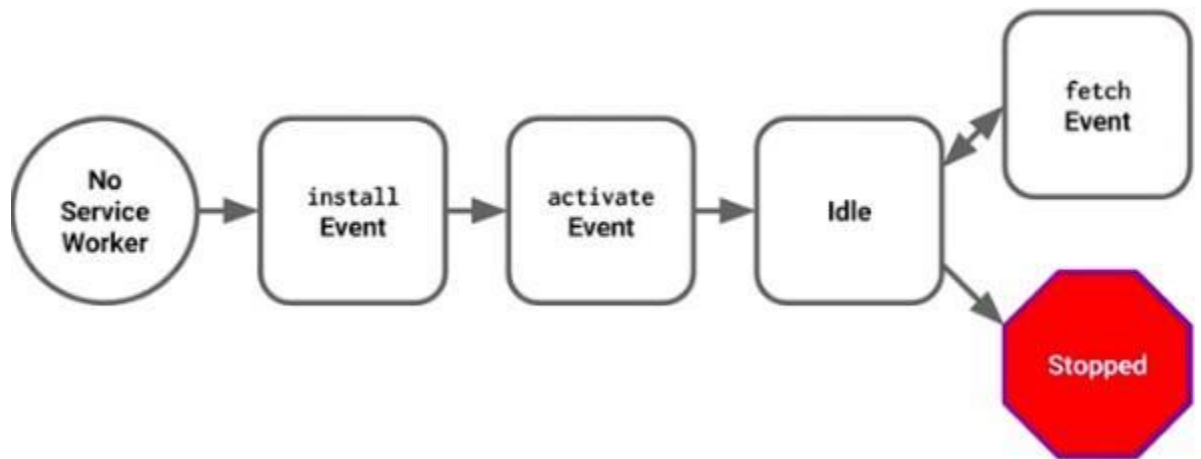 No
Service
Worker
install
Event
activate
Event
Idle
fetch
Event
Stopped